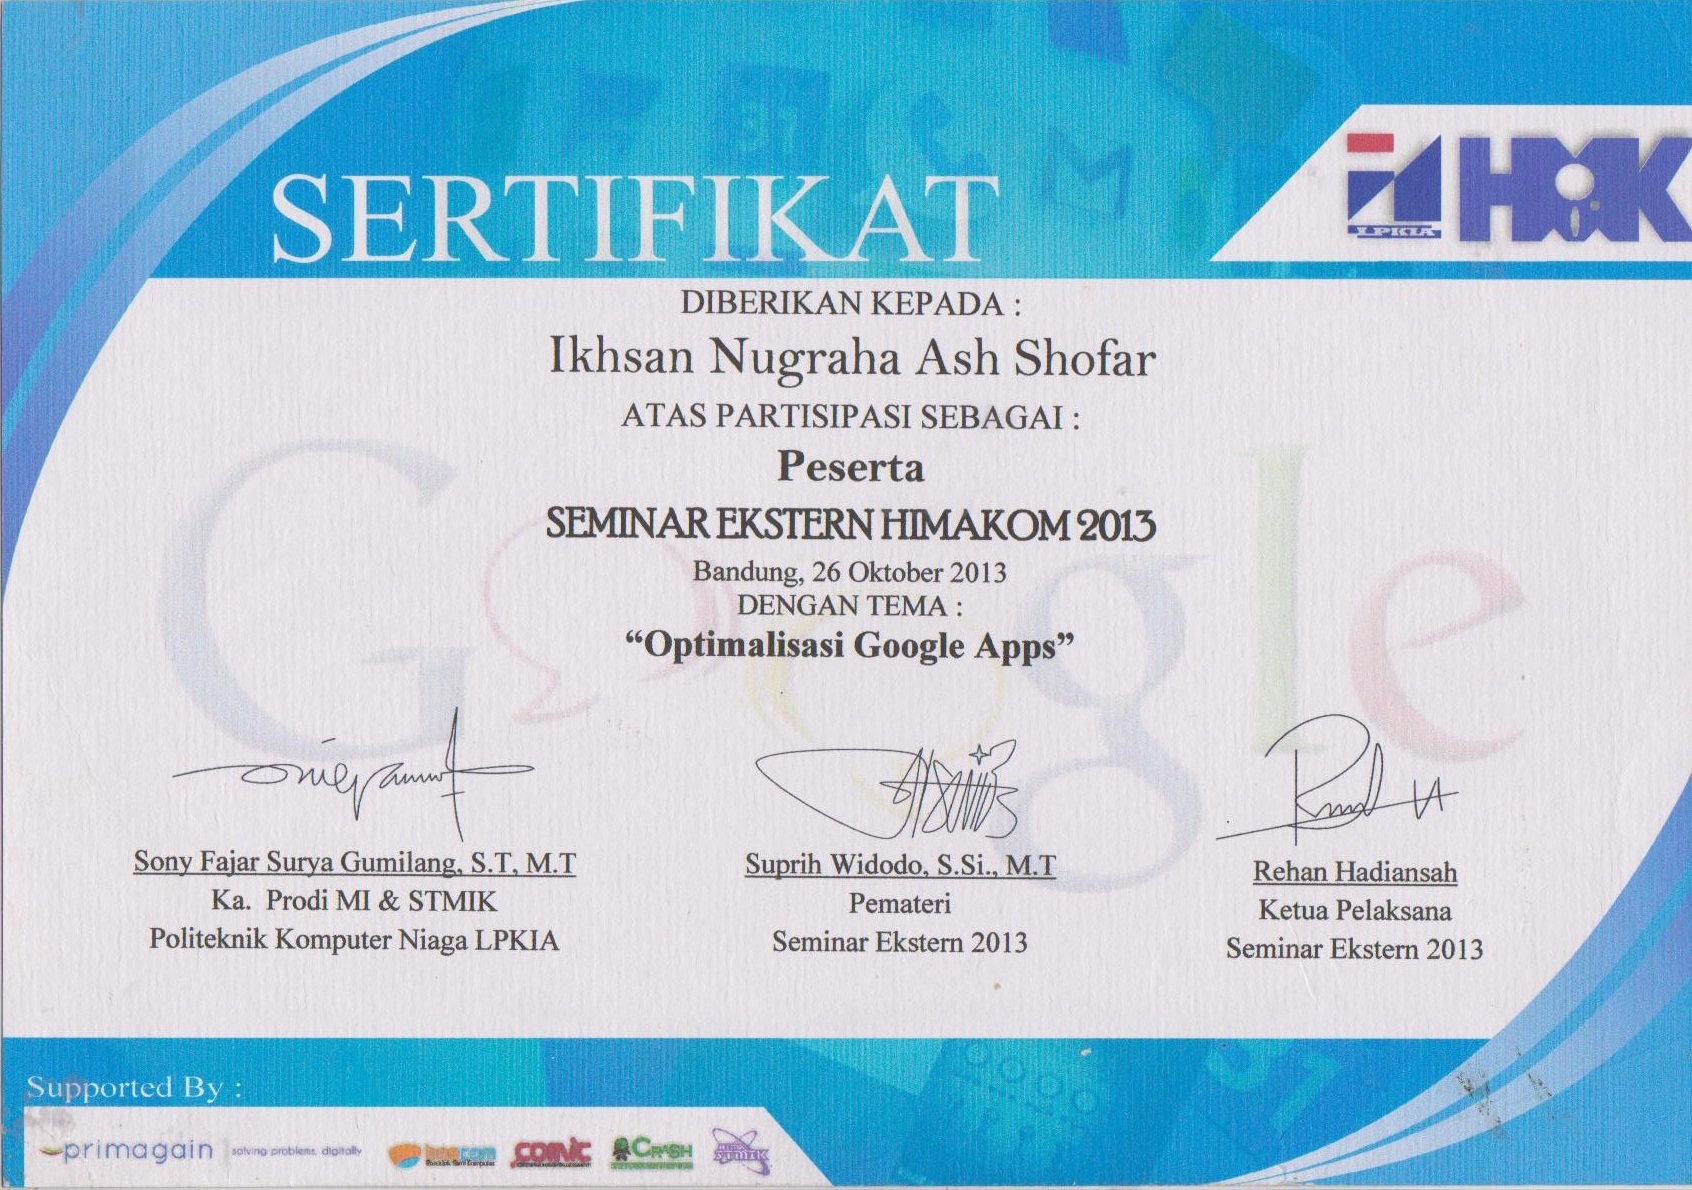 SERTIFIKAT
LPKIA
DIBERIKAN KEPADA :
Ikhsan Nugraha Ash Shofar
ATAS PARTISIPASI SEBAGAI :
Peserta
SEMINAR EKSTERN HIMAKOM 2013
Bandung, 26 Oktober 2013
DENGAN TEMA :
“Optimalisasi Google Apps”
Google
Sony Fajar Surya Gumilang, S.T, M.T
Ka. Prodi MI & STMIK
Politeknik Komputer Niaga LPKIA
Suprih Widodo, S.Si., M.T
Pemateri
Seminar Ekstern 2013
Rehan Hadiansah
Ketua Pelaksana
Seminar Ekstern 2013
Supported By :
primagain solving problems, digitally
COMIC
CRASH